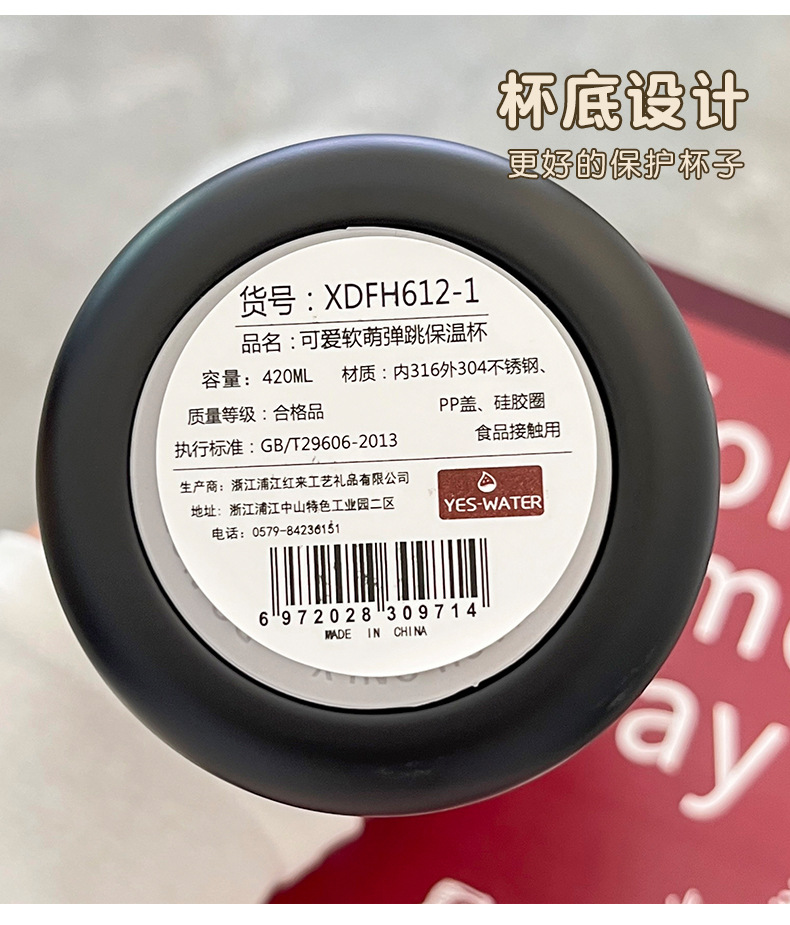 杯底设计
更好的保护杯子
货号：XDFH612-1
品名：可爱软萌弹跳保温杯
容量：420ML 材质：内316外304不锈钢、
质量等级：合格品 PP盖、硅胶圈
执行标准：GB/T29606-2013 食品接触用
生产商：浙江浦江红来工艺礼品有限公司
地址：浙江浦江中山特色工业园二区
电话：0579-84236151
YES-WATER
6 972028 309714
MADE IN CHINA
ay